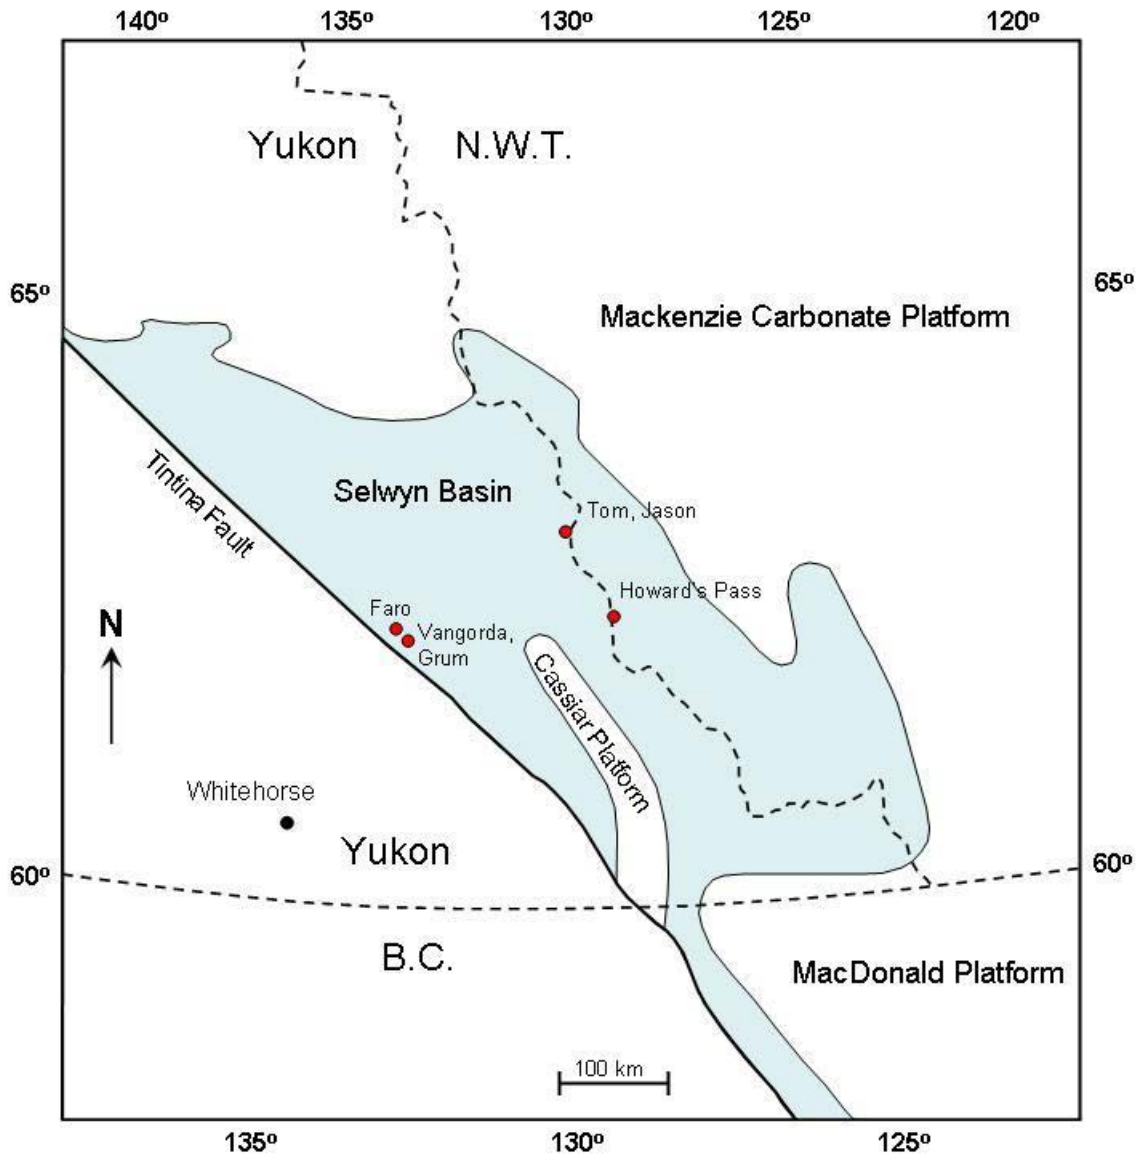 140º 135º 130º 125º 120º
Yukon N.W.T.
65º 65º
Mackenzie Carbonate Platform
Tintina Fault
Selwyn Basin
Tom, Jason
Howard's Pass
Faro
Vangorda,
Grum
N
Cassiar Platform
Whitehorse
Yukon
60º 60º
B.C.
MacDonald Platform
100 km
135º 130º 125º